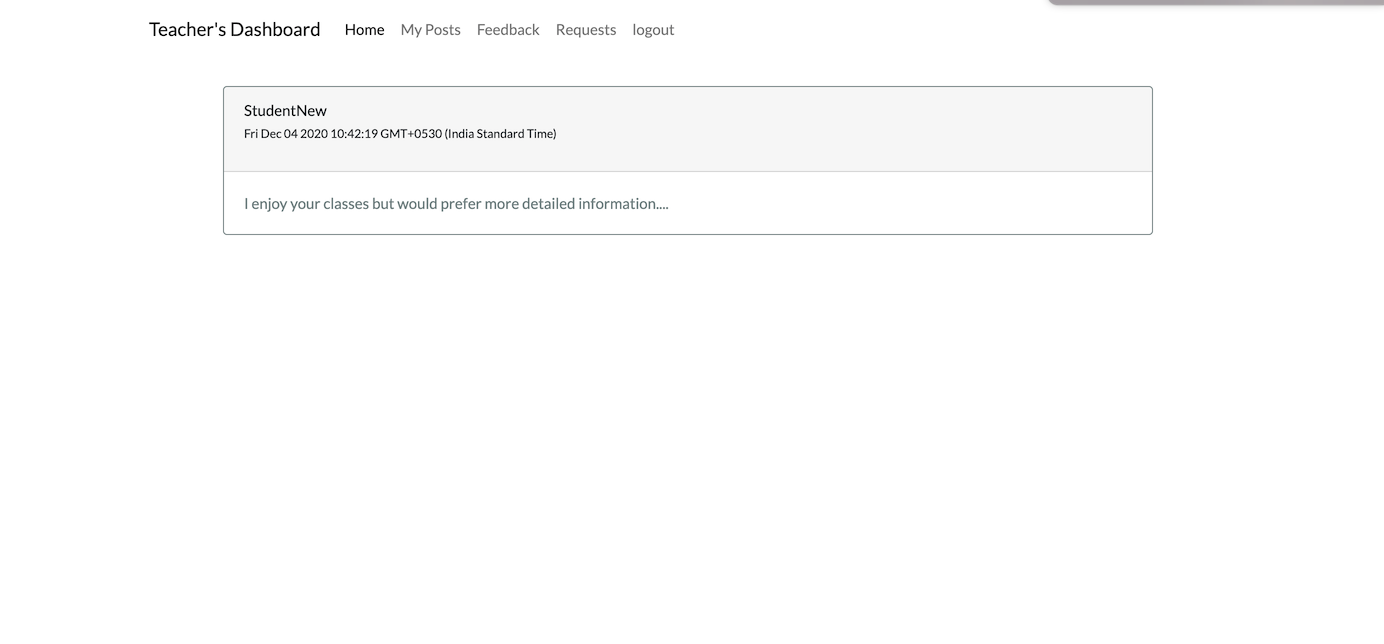 Teacher's Dashboard Home My Posts Feedback Requests logout
StudentNew
Fri Dec 04 2020 10:42:19 GMT+0530 (India Standard Time)
I enjoy your classes but would prefer more detailed information....